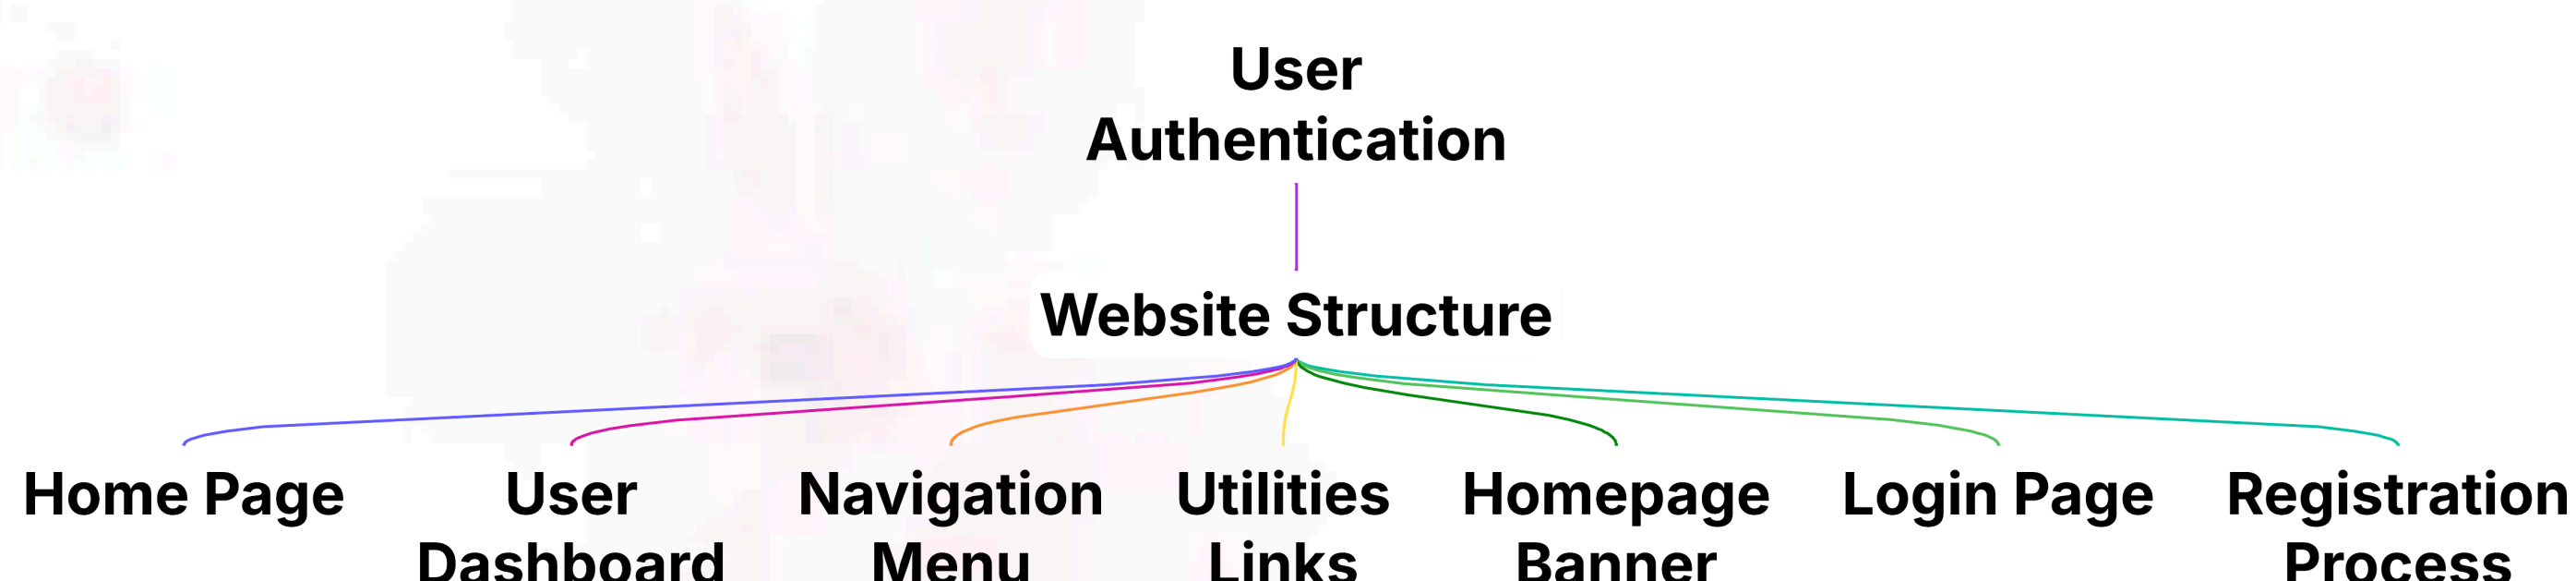 User
Authentication
Website Structure
Home Page
User
Dashboard
Navigation
Menu
Utilities
Links
Homepage
Banner
Login Page
Registration
Process